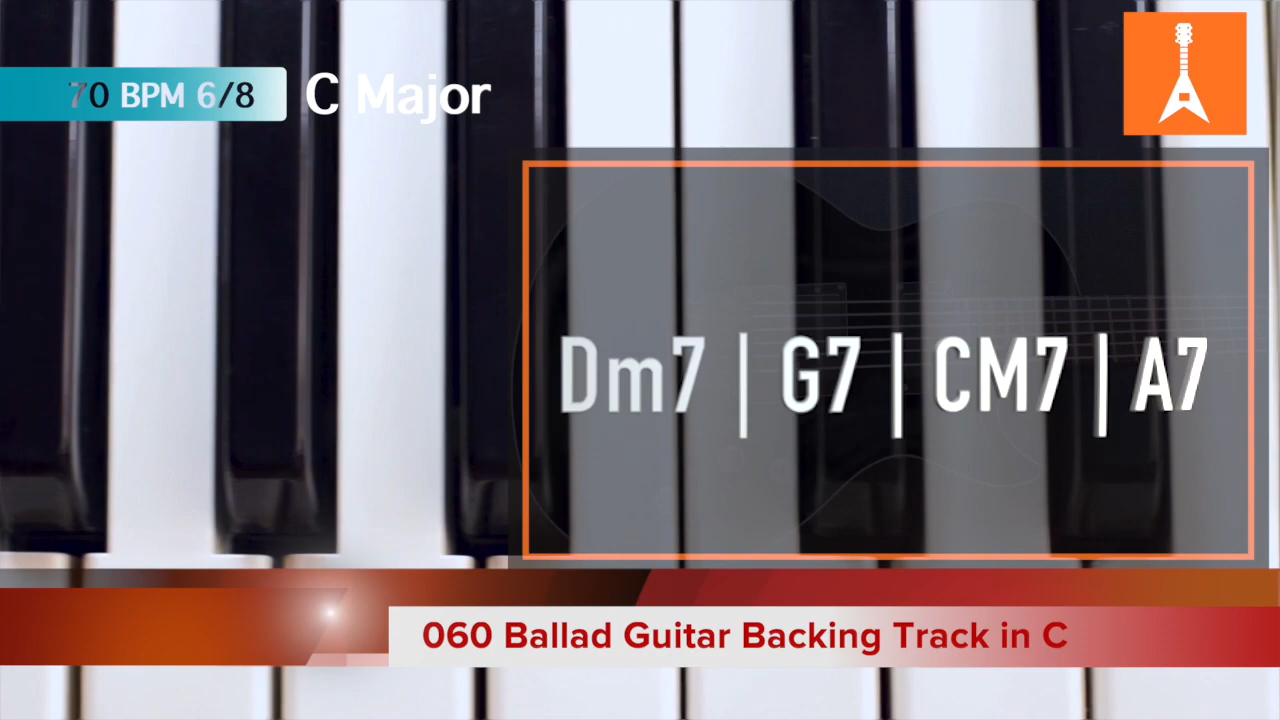 70 BPM 6/8
C Major
Dm7 | G7 | CM7 | A7
060 Ballad Guitar Backing Track in C